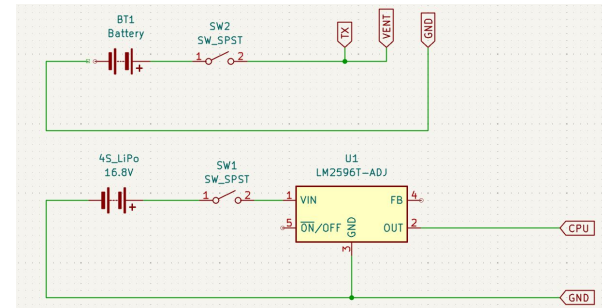 BT1
Battery
SW2
SW_SPST
1 2
+
TX
VENT
GND
4S_LiPo
16.8V
SW1
SW_SPST
1 2
+
U1
LM2596T-ADJ
1 VIN
FB 4
5 ON/OFF
GND
OUT 2
3
CPU
GND